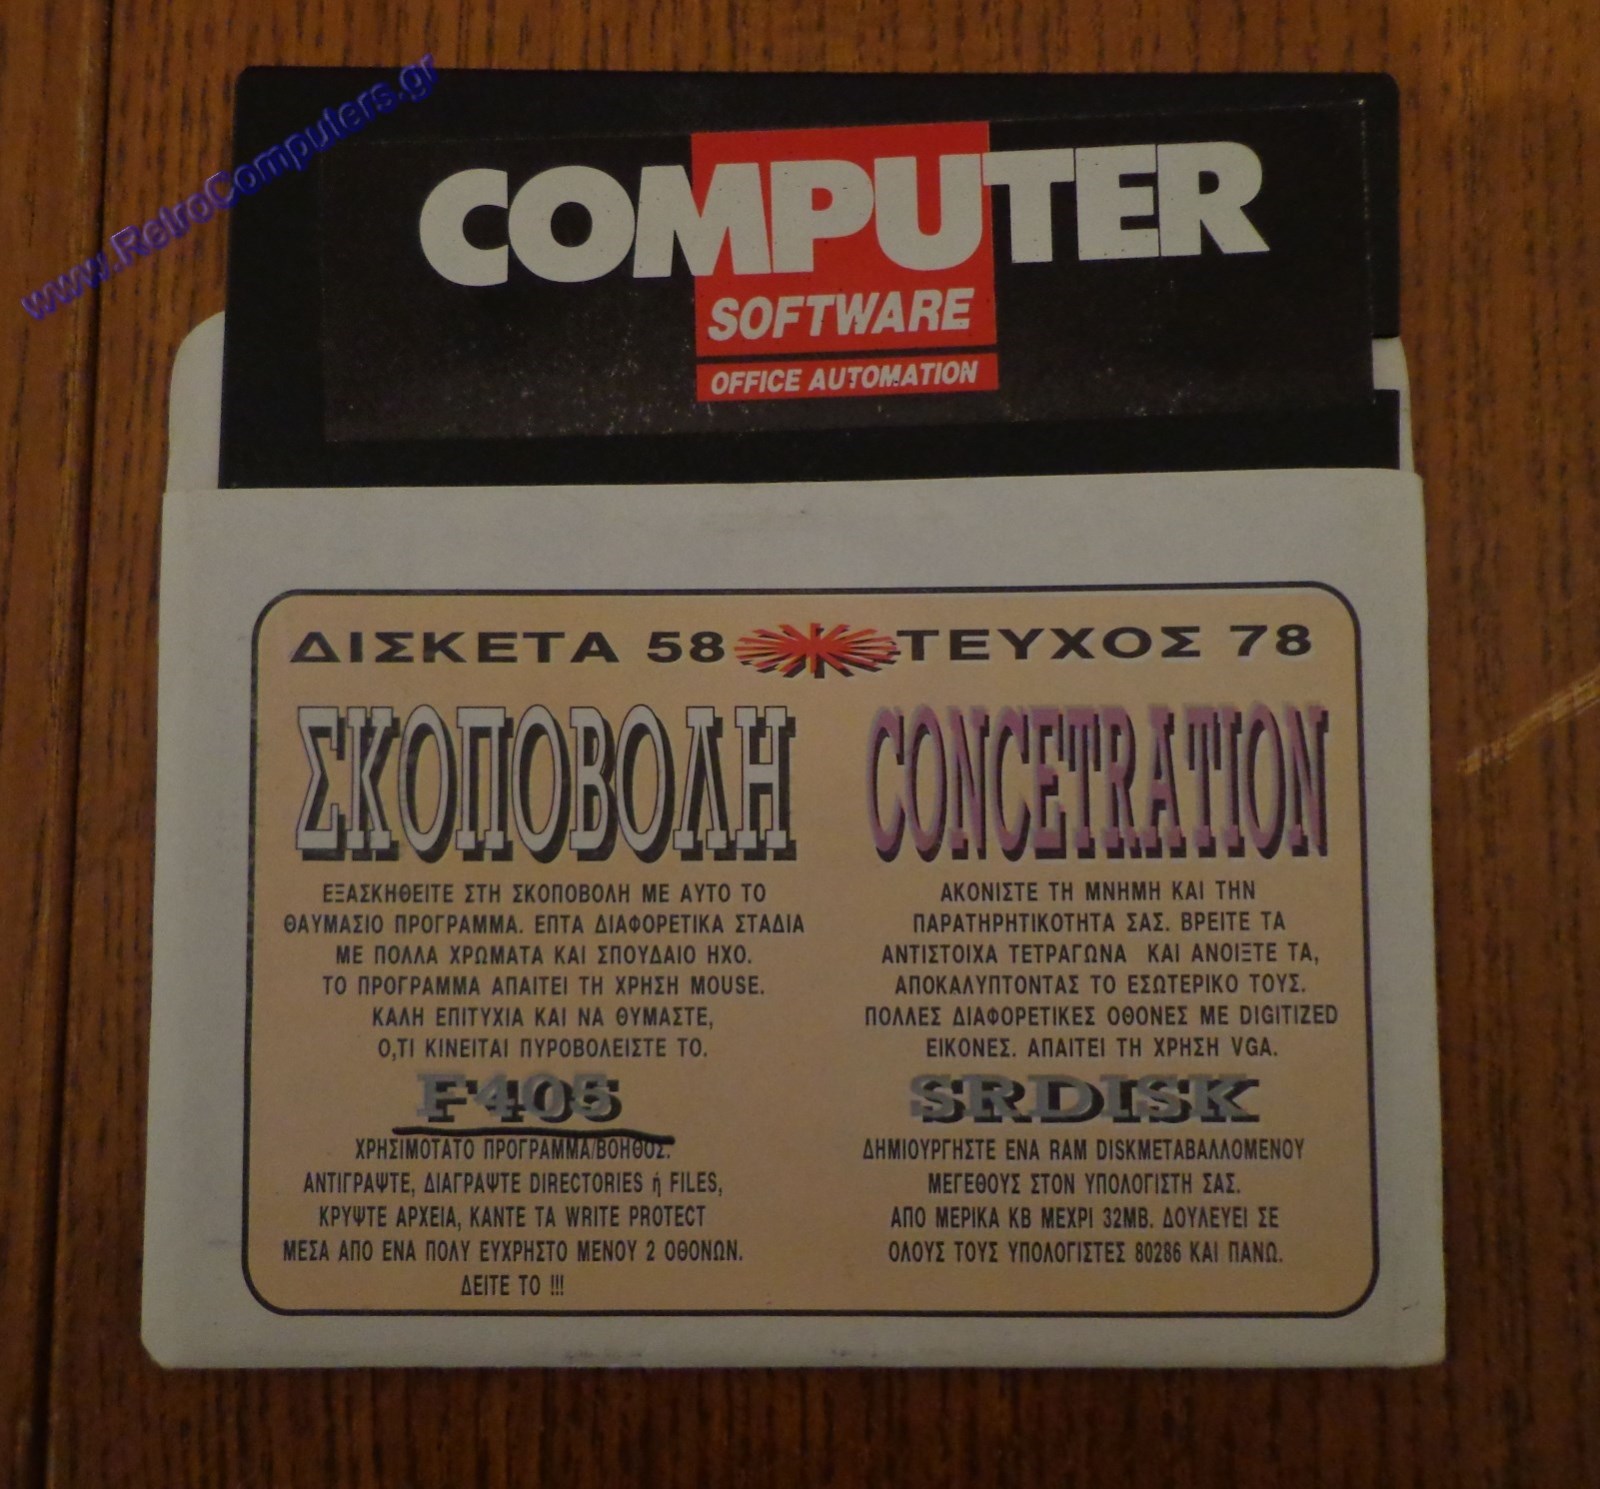 www.RetroComputers.gr
COMPUTER
SOFTWARE
OFFICE AUTOMATION
ΔΙΣΚΕΤΑ 58 ΤΕΥΧΟΣ 78
ΣΚΟΠΟΒΟΛΗ
ΕΞΑΣΚΗΘΕΙΤΕ ΣΤΗ ΣΚΟΠΟΒΟΛΗ ΜΕ ΑΥΤΟ ΤΟ
ΘΑΥΜΑΣΙΟ ΠΡΟΓΡΑΜΜΑ. ΕΠΤΑ ΔΙΑΦΟΡΕΤΙΚΑ ΣΤΑΔΙΑ
ΜΕ ΠΟΛΛΑ ΧΡΩΜΑΤΑ ΚΑΙ ΣΠΟΥΔΑΙΟ ΗΧΟ.
ΤΟ ΠΡΟΓΡΑΜΜΑ ΑΠΑΙΤΕΙ ΤΗ ΧΡΗΣΗ MOUSE.
ΚΑΛΗ ΕΠΙΤΥΧΙΑ ΚΑΙ ΝΑ ΘΥΜΑΣΤΕ,
Ο,ΤΙ ΚΙΝΕΙΤΑΙ ΠΥΡΟΒΟΛΕΙΣΤΕ ΤΟ.
F405
ΧΡΗΣΙΜΟΤΑΤΟ ΠΡΟΓΡΑΜΜΑ/ΒΟΗΘΟΣ.
ΑΝΤΙΓΡΑΨΤΕ, ΔΙΑΓΡΑΨΤΕ DIRECTORIES ή FILES,
ΚΡΥΨΤΕ ΑΡΧΕΙΑ, ΚΑΝΤΕ ΤΑ WRITE PROTECT
ΜΕΣΑ ΑΠΟ ΕΝΑ ΠΟΛΥ ΕΥΧΡΗΣΤΟ ΜΕΝΟΥ 2 ΟΘΟΝΩΝ.
ΔΕΙΤΕ ΤΟ !!!
CONCETRATION
ΑΚΟΝΙΣΤΕ ΤΗ ΜΝΗΜΗ ΚΑΙ ΤΗΝ
ΠΑΡΑΤΗΡΗΤΙΚΟΤΗΤΑ ΣΑΣ. ΒΡΕΙΤΕ ΤΑ
ΑΝΤΙΣΤΟΙΧΑ ΤΕΤΡΑΓΩΝΑ ΚΑΙ ΑΝΟΙΞΤΕ ΤΑ,
ΑΠΟΚΑΛΥΠΤΟΝΤΑΣ ΤΟ ΕΣΩΤΕΡΙΚΟ ΤΟΥΣ.
ΠΟΛΛΕΣ ΔΙΑΦΟΡΕΤΙΚΕΣ ΟΘΟΝΕΣ ΜΕ DIGITIZED
ΕΙΚΟΝΕΣ. ΑΠΑΙΤΕΙ ΤΗ ΧΡΗΣΗ VGA.
SRDISK
ΔΗΜΙΟΥΡΓΗΣΤΕ ΕΝΑ RAM DISKΜΕΤΑΒΑΛΛΟΜΕΝΟΥ
ΜΕΓΕΘΟΥΣ ΣΤΟΝ ΥΠΟΛΟΓΙΣΤΗ ΣΑΣ.
ΑΠΟ ΜΕΡΙΚΑ KB ΜΕΧΡΙ 32MB. ΔΟΥΛΕΥΕΙ ΣΕ
ΟΛΟΥΣ ΤΟΥΣ ΥΠΟΛΟΓΙΣΤΕΣ 80286 ΚΑΙ ΠΑΝΩ.